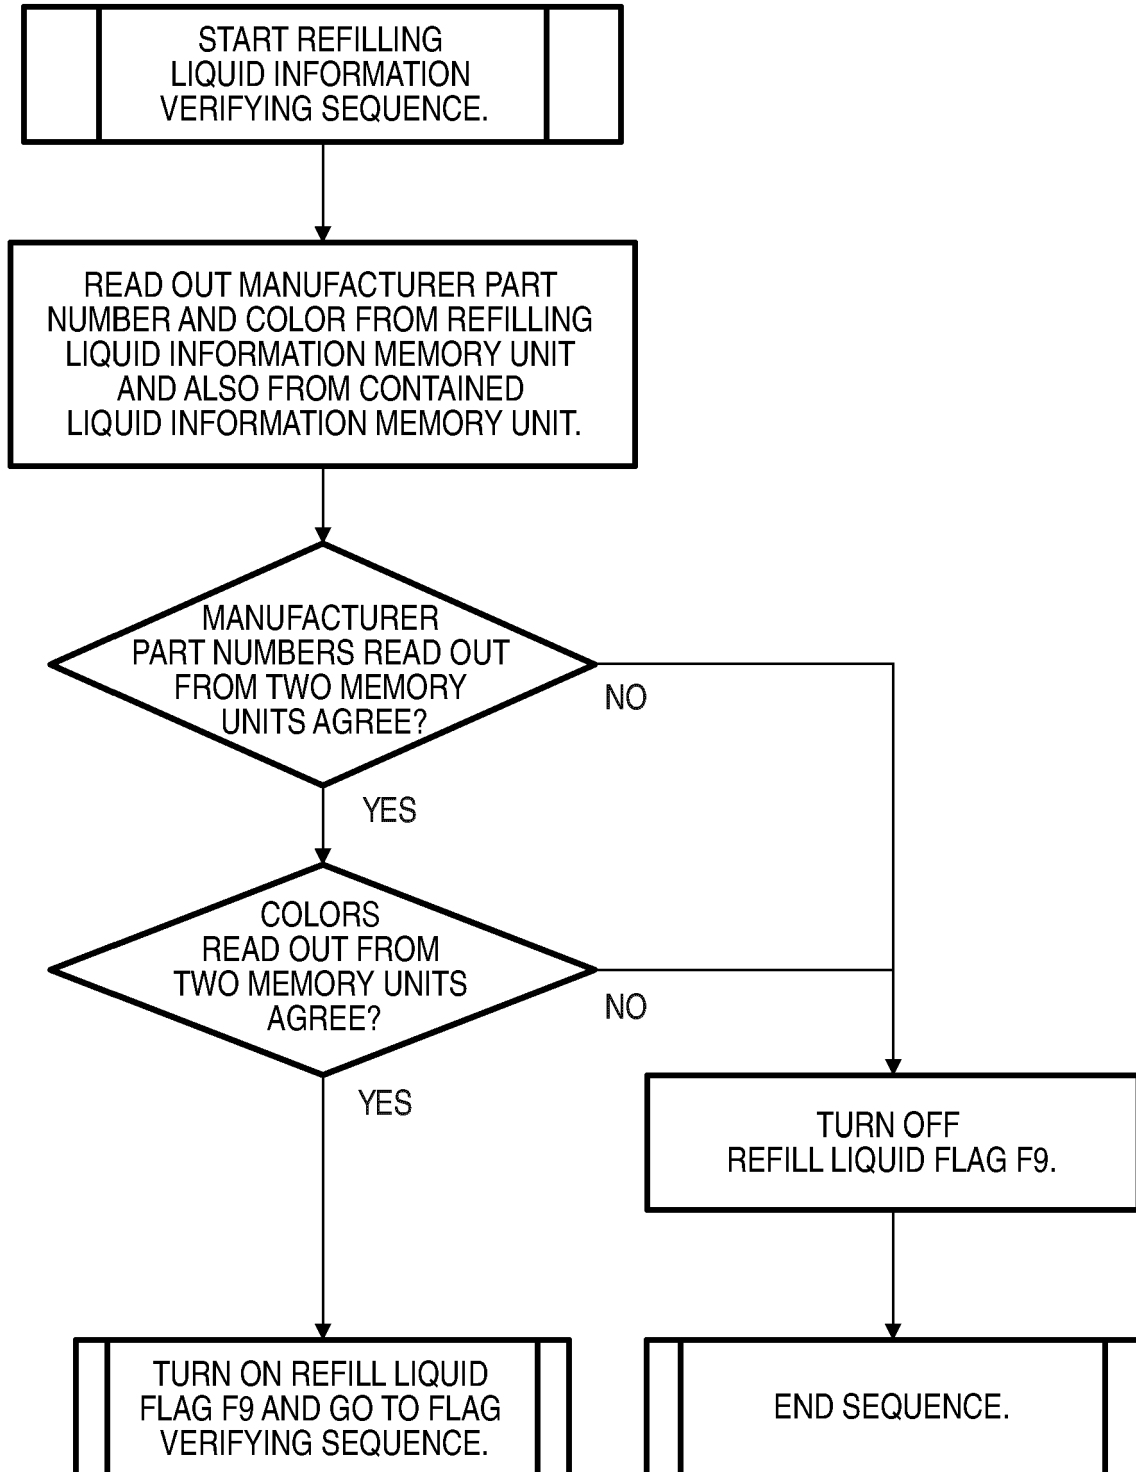 START REFILLING
LIQUID INFORMATION
VERIFYING SEQUENCE.
READ OUT MANUFACTURER PART
NUMBER AND COLOR FROM REFILLING
LIQUID INFORMATION MEMORY UNIT
AND ALSO FROM CONTAINED
LIQUID INFORMATION MEMORY UNIT.
MANUFACTURER
PART NUMBERS READ OUT
FROM TWO MEMORY
UNITS AGREE?
NO
YES
COLORS
READ OUT FROM
TWO MEMORY UNITS
AGREE?
NO
YES
TURN OFF
REFILL LIQUID FLAG F9.
TURN ON REFILL LIQUID
FLAG F9 AND GO TO FLAG
VERIFYING SEQUENCE.
END SEQUENCE.